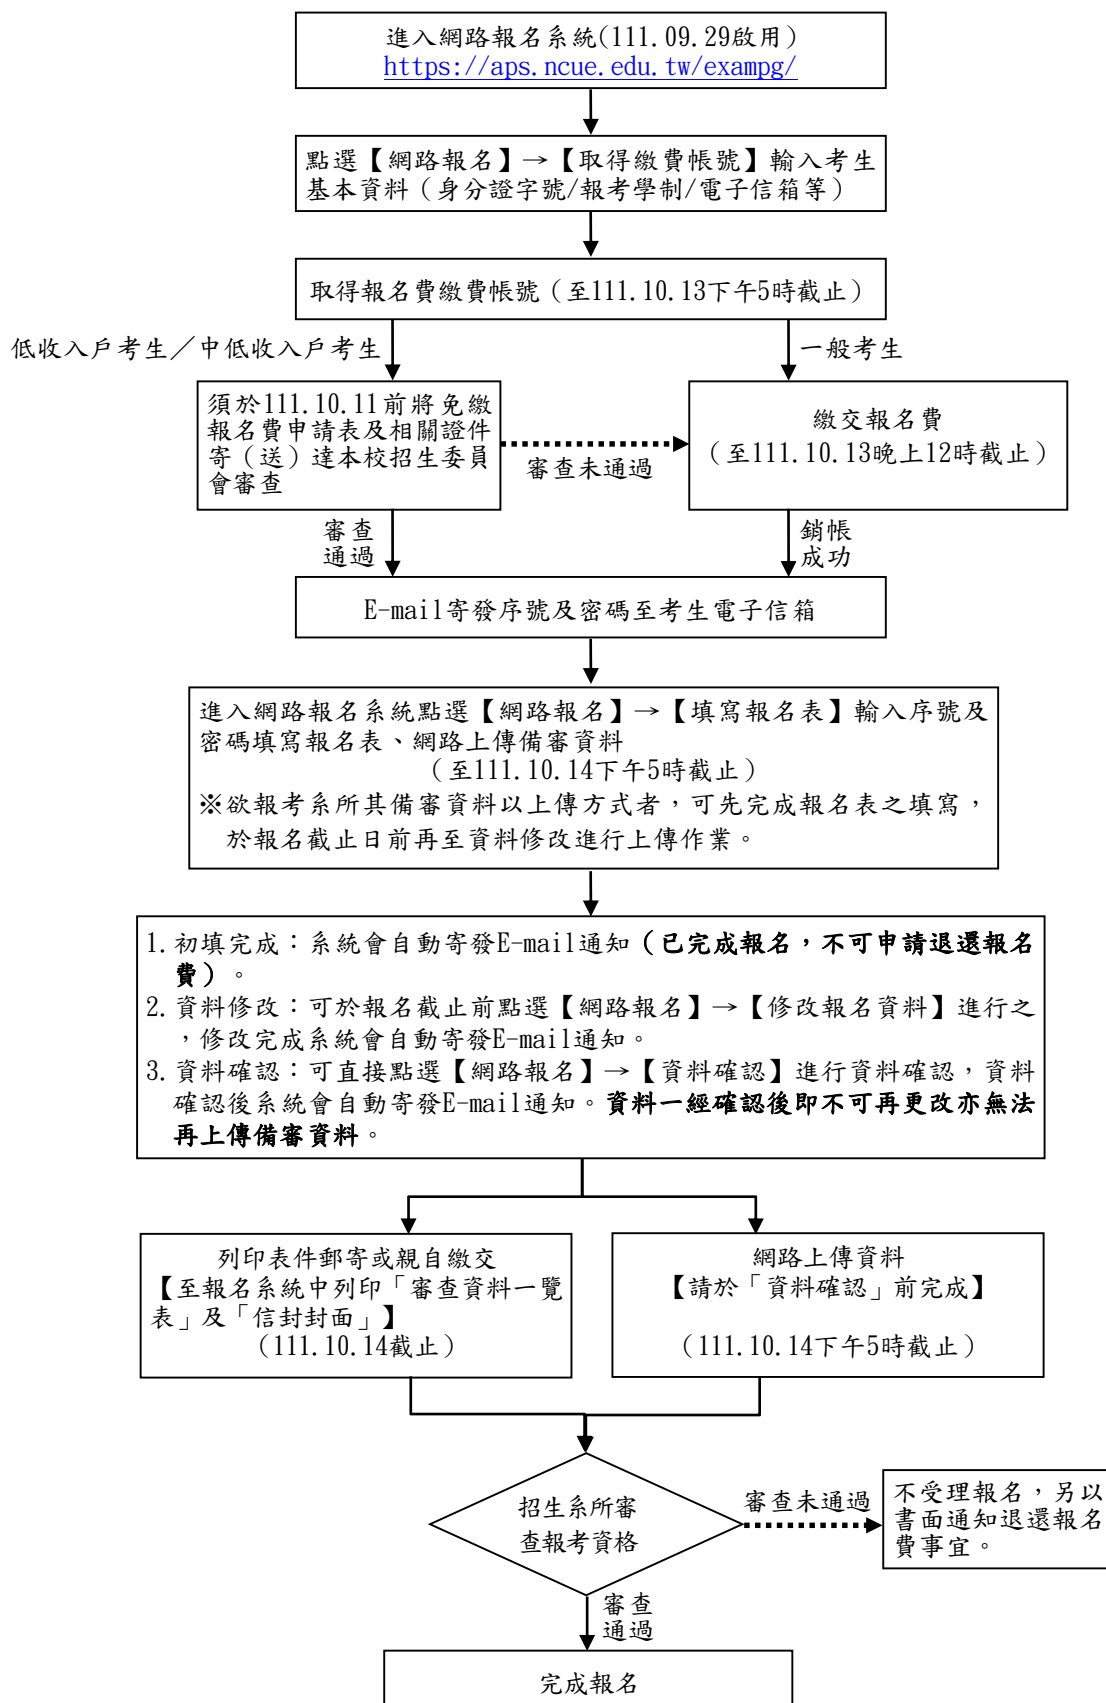 進入網路報名系統(111.09.29啟用)
https://aps.ncue.edu.tw/exampg/
點選【網路報名】→【取得繳費帳號】輸入考生
基本資料（身分證字號/報考學制/電子信箱等）
取得報名費繳費帳號（至111.10.13下午5時截止）
低收入戶考生／中低收入戶考生
一般考生
須於111.10.11前將免繳
報名費申請表及相關證件
寄（送）達本校招生委員
會審查
審查未通過
繳交報名費
（至111.10.13晚上12時截止）
審查
通過
銷帳
成功
E-mail寄發序號及密碼至考生電子信箱
進入網路報名系統點選【網路報名】→【填寫報名表】輸入序號及
密碼填寫報名表、網路上傳備審資料
（至111.10.14下午5時截止）
※欲報考系所其備審資料以上傳方式者，可先完成報名表之填寫，
於報名截止日前再至資料修改進行上傳作業。
1.初填完成：系統會自動寄發E-mail通知（已完成報名，不可申請退還報名
費）。
2.資料修改：可於報名截止前點選【網路報名】→【修改報名資料】進行之
，修改完成系統會自動寄發E-mail通知。
3.資料確認：可直接點選【網路報名】→【資料確認】進行資料確認，資料
確認後系統會自動寄發E-mail通知。資料一經確認後即不可再更改亦無法
再上傳備審資料。
列印表件郵寄或親自繳交
【至報名系統中列印「審查資料一覽
表」及「信封封面」】
（111.10.14截止）
網路上傳資料
【請於「資料確認」前完成】
（111.10.14下午5時截止）
招生系所審
查報考資格
審查未通過
不受理報名，另以
書面通知退還報名
費事宜。
審查
通過
完成報名